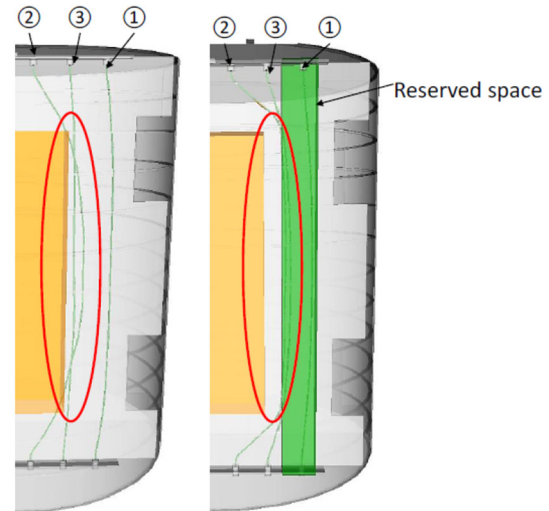 ② ③ ①
② ③ ①
Reserved space